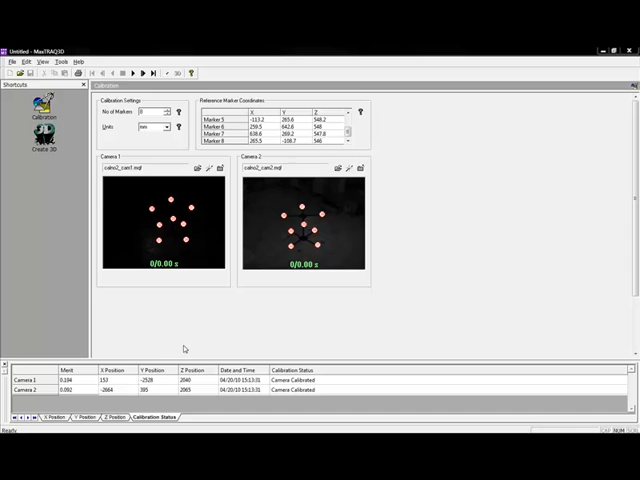 Untitled - MaxTRAQ3D
File Edit View Tools Help
Shortcuts
Calibration
Create 3D
Calibration
Calibration Settings
No of Markers 8
Units mm
Reference Marker Coordinates
X Y Z
Marker 5 -113.2 265.6 548.2
Marker 6 259.5 642.6 548
Marker 7 638.6 269.2 547.8
Marker 8 265.5 -108.7 546
Camera 1
calno2_cam1.mql
0/0.00 s
Camera 2
calno2_cam2.mql
0/0.00 s
Merit X Position Y Position Z Position Date and Time Calibration Status
Camera 1 0.194 153 -2528 2040 04/20/10 15:13:31 Camera Calibrated
Camera 2 0.092 -2664 395 2065 04/20/10 15:13:31 Camera Calibrated
X Position Y Position Z Position Calibration Status
Ready
CAP NUM SCRL